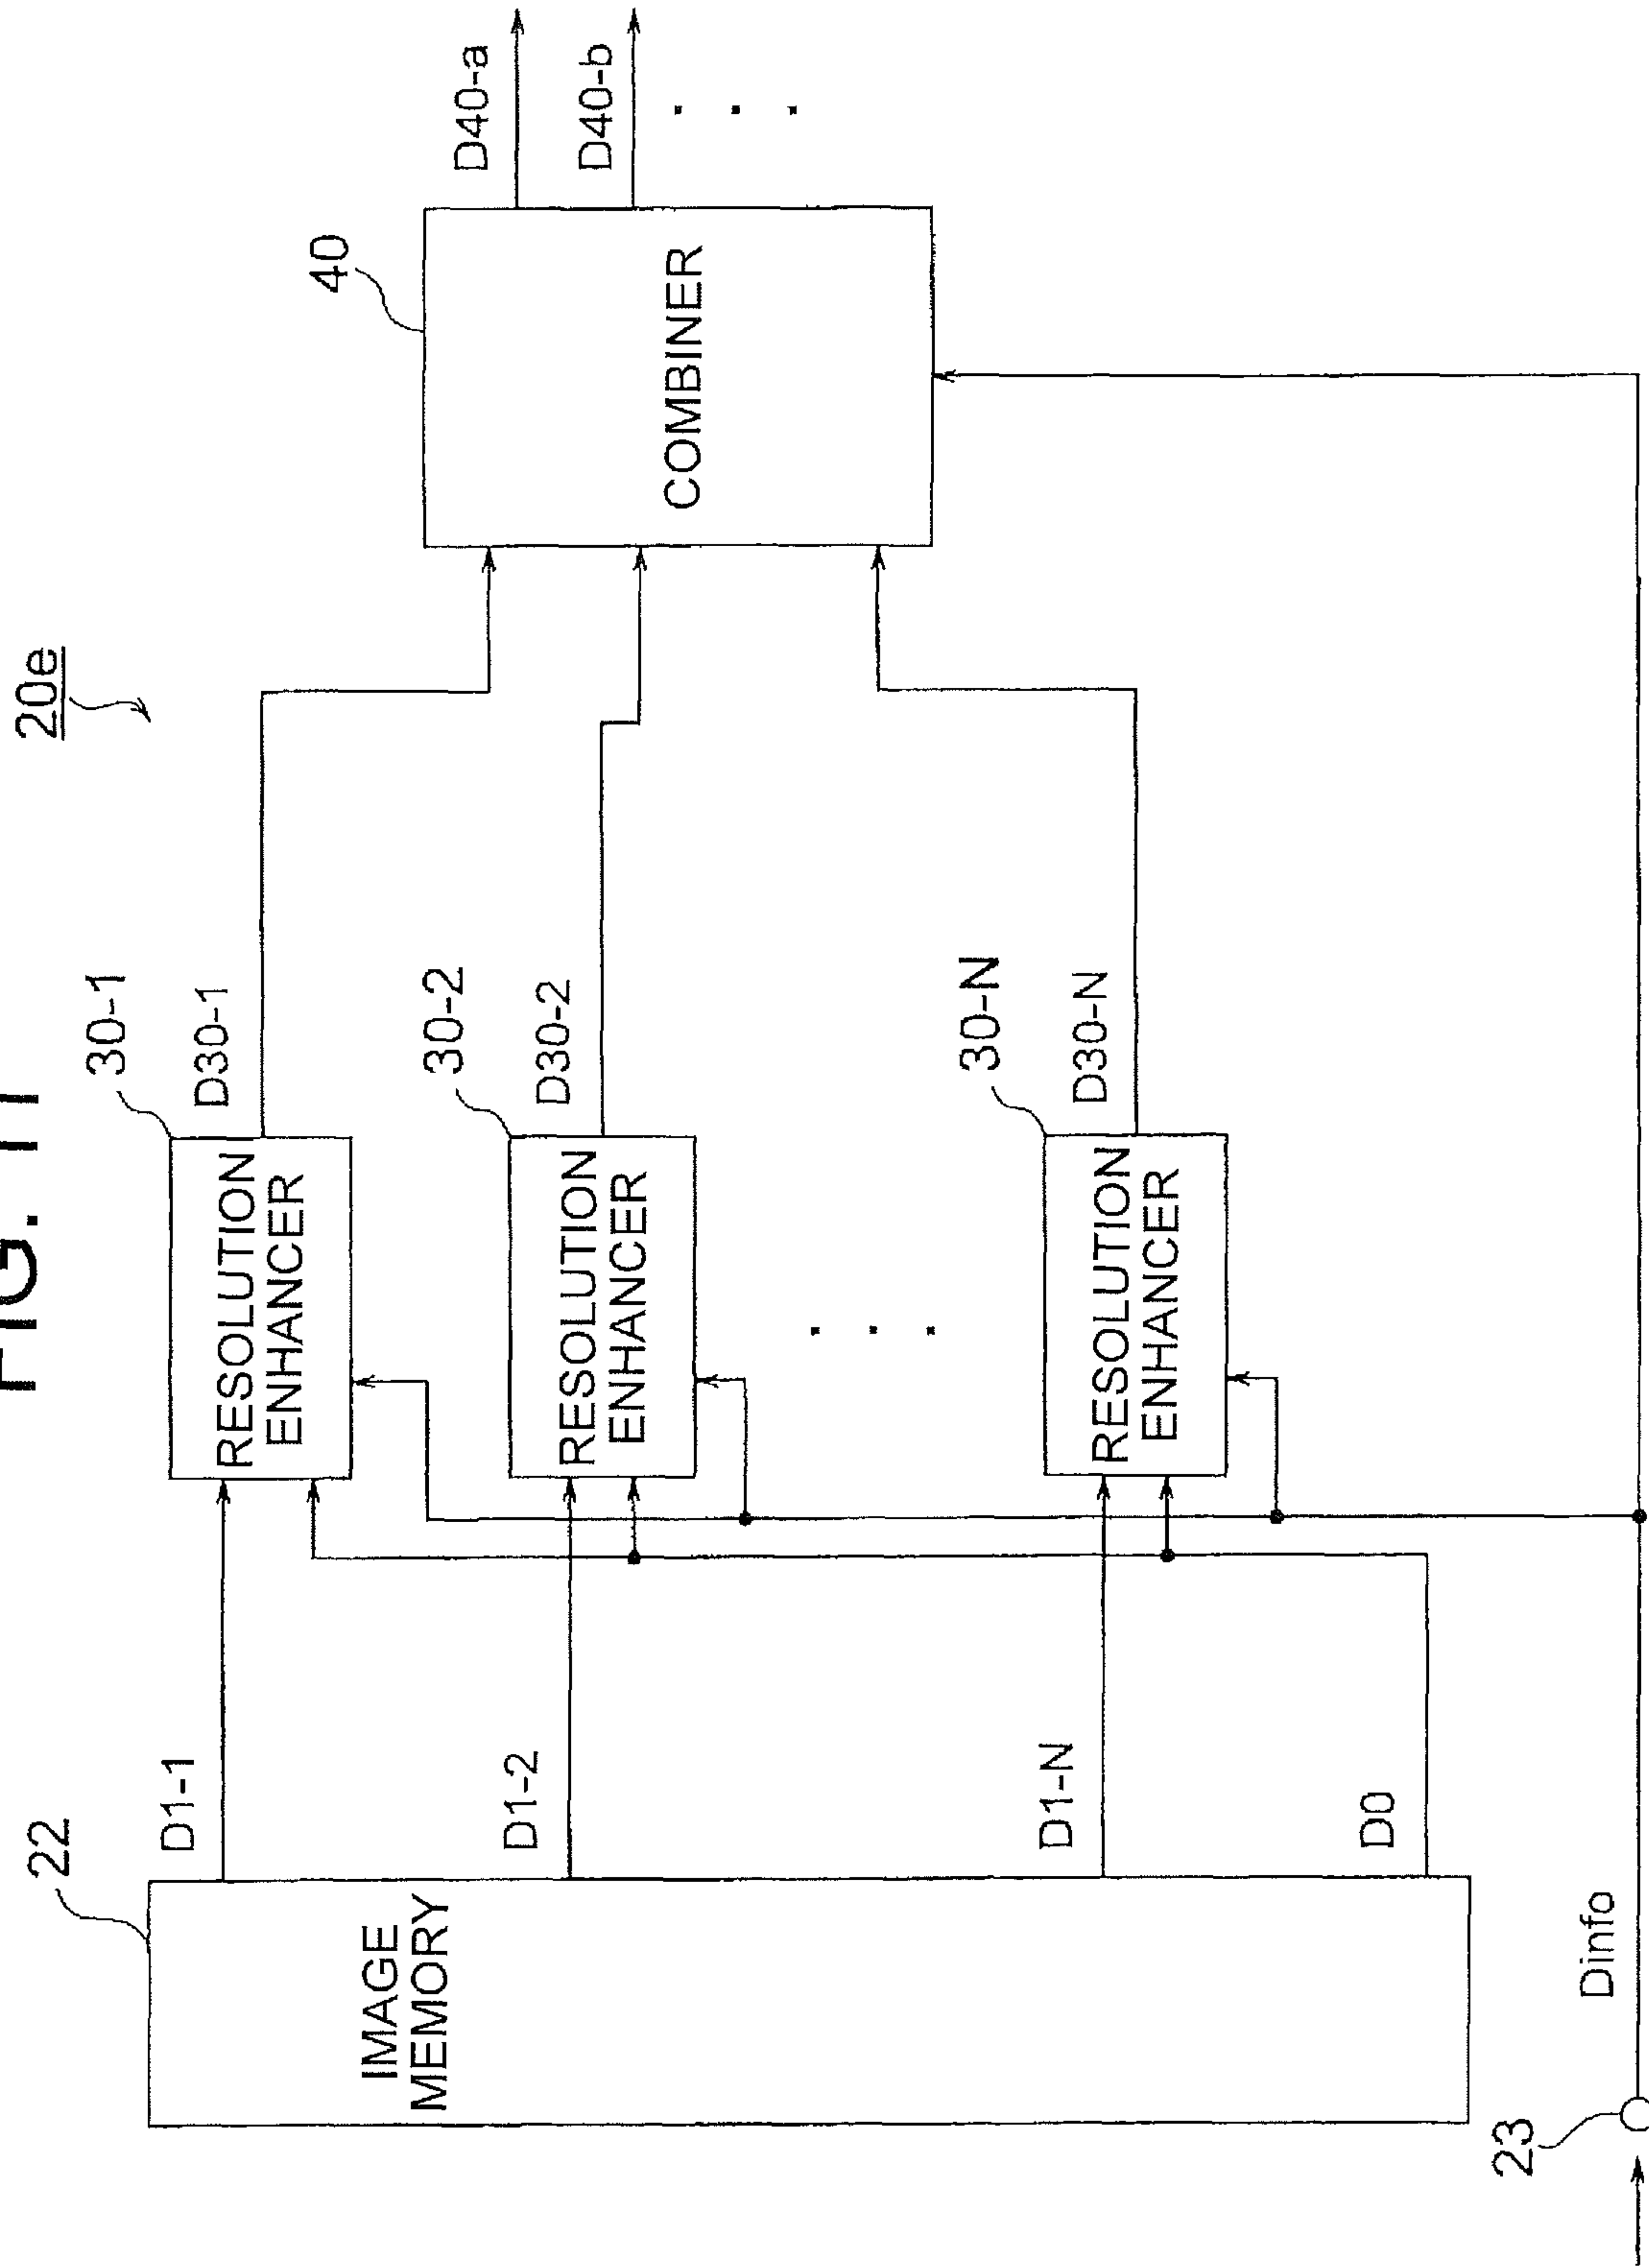 FIG. 11
20e
22
IMAGE
MEMORY
D1-1
D1-2
D1-N
D0
30-1
RESOLUTION
ENHANCER
D30-1
30-2
RESOLUTION
ENHANCER
D30-2
30-N
RESOLUTION
ENHANCER
D30-N
40
COMBINER
D40-a
D40-b
23
Dinfo